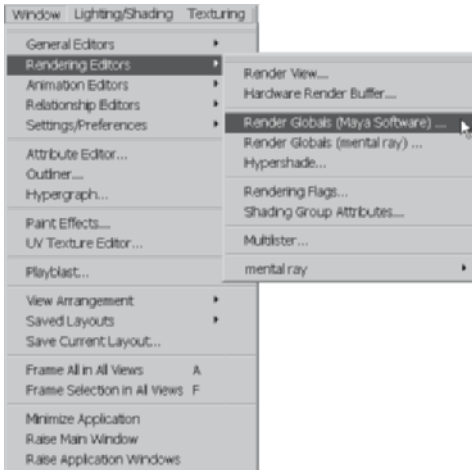 Window Lighting/Shading Texturing
General Editors
Rendering Editors
Animation Editors
Relationship Editors
Settings/Preferences
Attribute Editor...
Outliner...
Hypergraph...
Paint Effects...
UV Texture Editor...
Playblast...
View Arrangement
Saved Layouts
Save Current Layout...
Frame All in All Views A
Frame Selection in All Views F
Minimize Application
Raise Main Window
Raise Application Windows
Render View...
Hardware Render Buffer...
Render Globals (Maya Software) ...
Render Globals (mental ray) ...
Hypershade...
Rendering Flags...
Shading Group Attributes...
Multilister...
mental ray